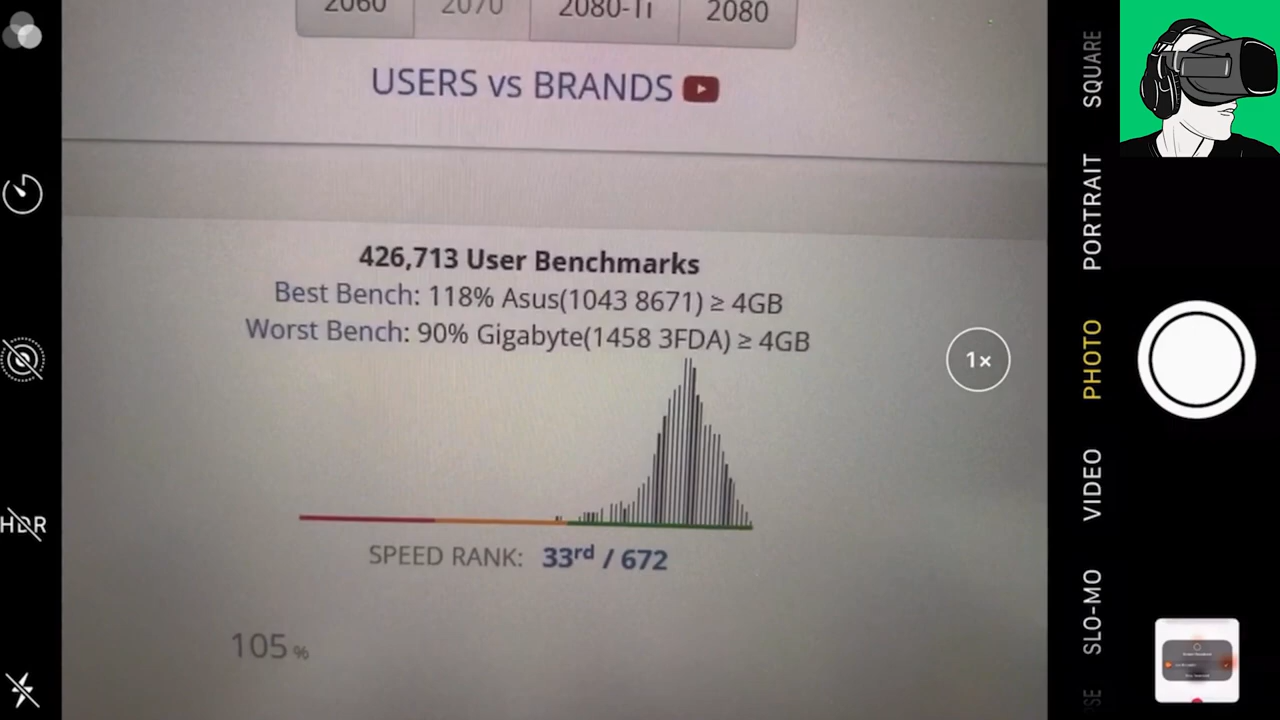 2060 2070 2080-Ti 2080
USERS vs BRANDS
426,713 User Benchmarks
Best Bench: 118% Asus(1043 8671) ≥ 4GB
Worst Bench: 90% Gigabyte(1458 3FDA) ≥ 4GB
SPEED RANK: 33rd / 672
105 %
1×
HDR
SQUARE
PORTRAIT
PHOTO
VIDEO
SLO-MO